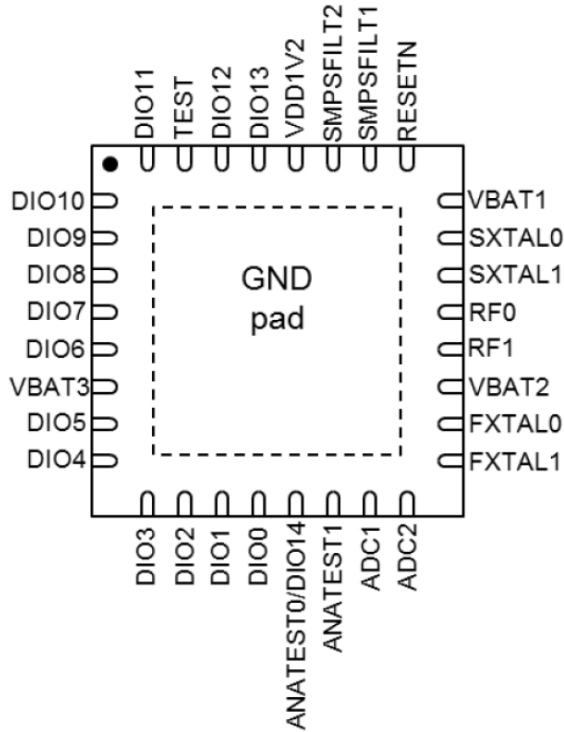 DIO11
TEST
DIO12
DIO13
VDD1V2
SMPSFILT2
SMPSFILT1
RESETN
DIO10
DIO9
DIO8
DIO7
DIO6
VBAT3
DIO5
DIO4
GND
pad
VBAT1
SXTAL0
SXTAL1
RF0
RF1
VBAT2
FXTAL0
FXTAL1
DIO3
DIO2
DIO1
DIO0
ANATEST0/DIO14
ANATEST1
ADC1
ADC2